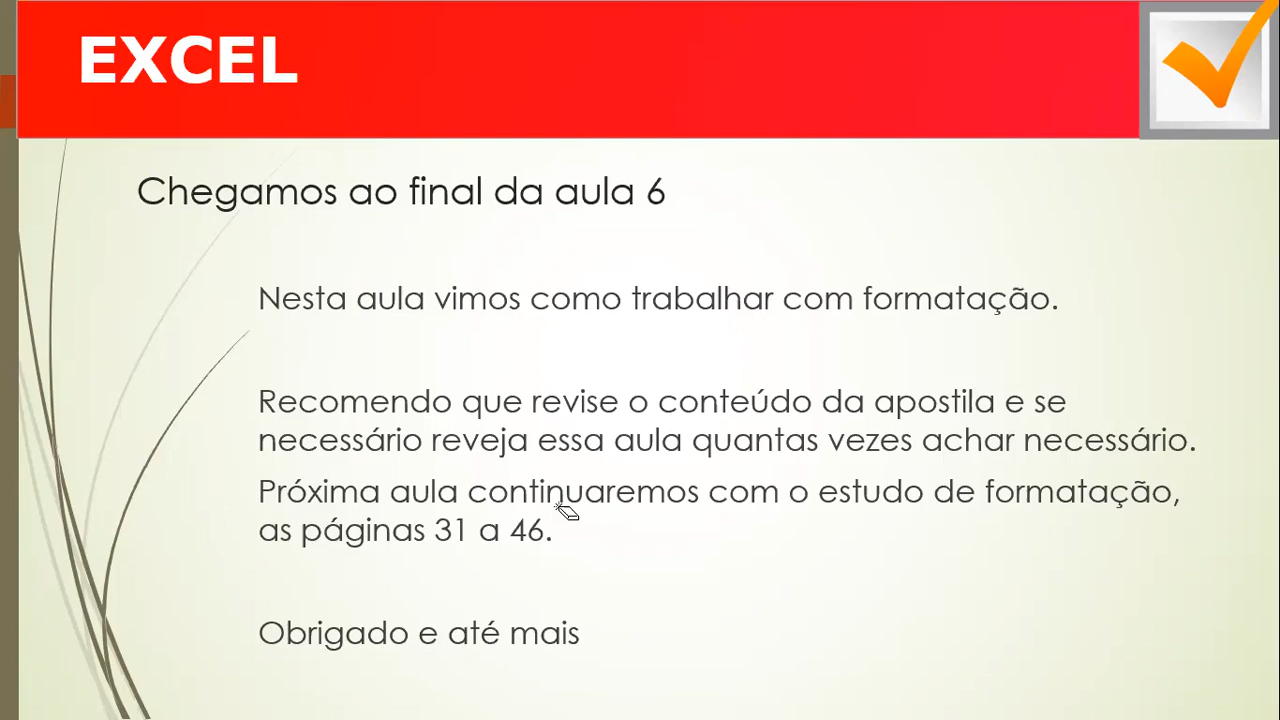 EXCEL
Chegamos ao final da aula 6
Nesta aula vimos como trabalhar com formatação.
Recomendo que revise o conteúdo da apostila e se
necessário reveja essa aula quantas vezes achar necessário.
Próxima aula continuaremos com o estudo de formatação,
as páginas 31 a 46.
Obrigado e até mais